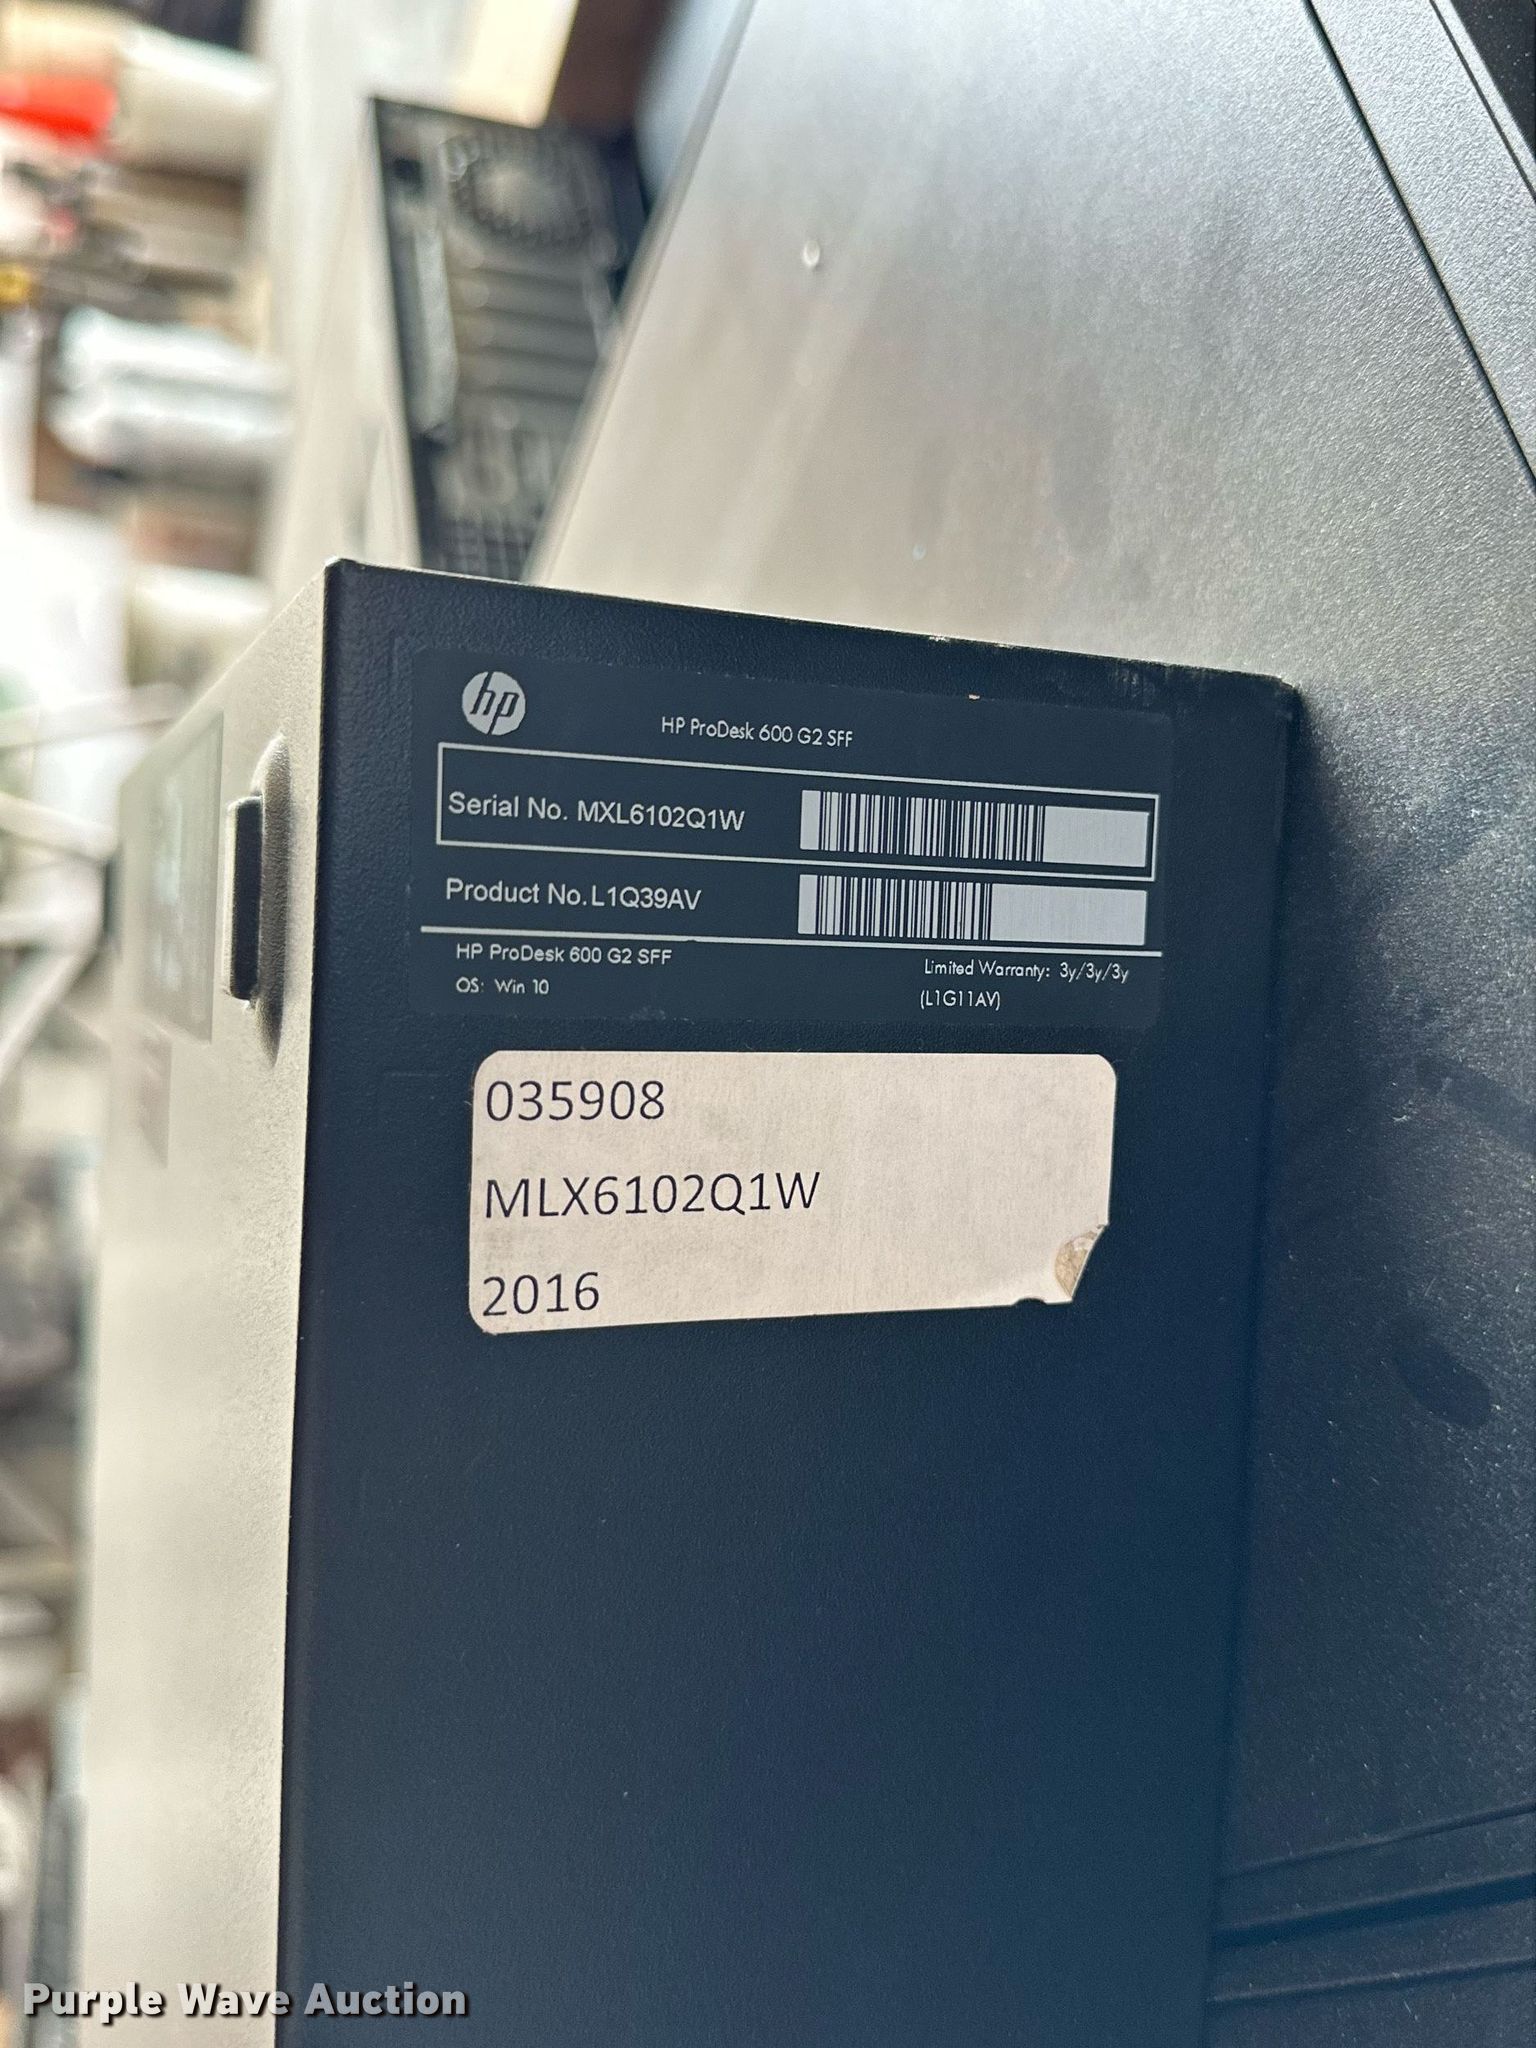 hp
HP ProDesk 600 G2 SFF
Serial No. MXL6102Q1W
Product No. L1Q39AV
HP ProDesk 600 G2 SFF
OS: Win 10
Limited Warranty: 3y/3y/3y
(L1G11AV)
035908
MLX6102Q1W
2016
Purple Wave Auction